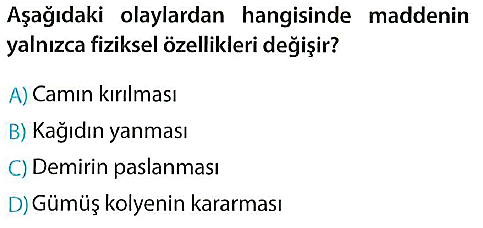 Aşağıdaki olaylardan hangisinde maddenin
yalnızca fiziksel özellikleri değişir?
A) Camın kırılması
B) Kağıdın yanması
C) Demirin paslanması
D) Gümüş kolyenin kararması